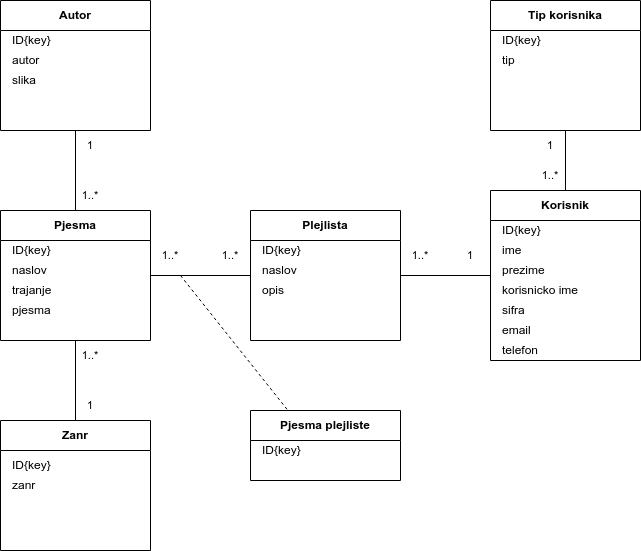 Autor
ID{key}
autor
slika
1
1..*
Tip korisnika
ID{key}
tip
1
1..*
Pjesma
ID{key}
naslov
trajanje
pjesma
1..*
1..*
Plejlista
ID{key}
naslov
opis
1..*
1
Korisnik
ID{key}
ime
prezime
korisnicko ime
sifra
email
telefon
1..*
1
Zanr
ID{key}
zanr
Pjesma plejliste
ID{key}